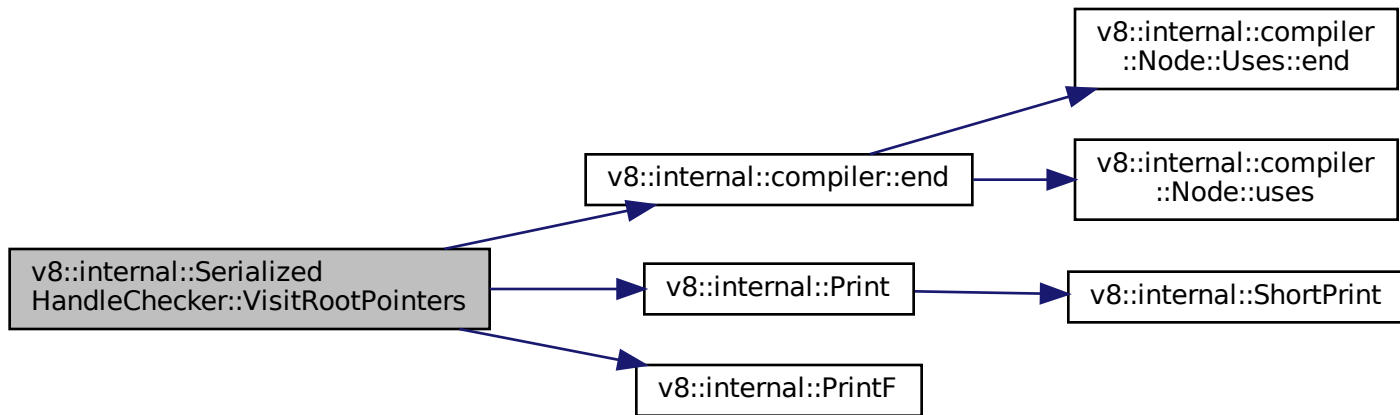 v8::internal::Serialized
HandleChecker::VisitRootPointers
v8::internal::compiler::end
v8::internal::compiler
::Node::Uses::end
v8::internal::compiler
::Node::uses
v8::internal::Print
v8::internal::ShortPrint
v8::internal::PrintF